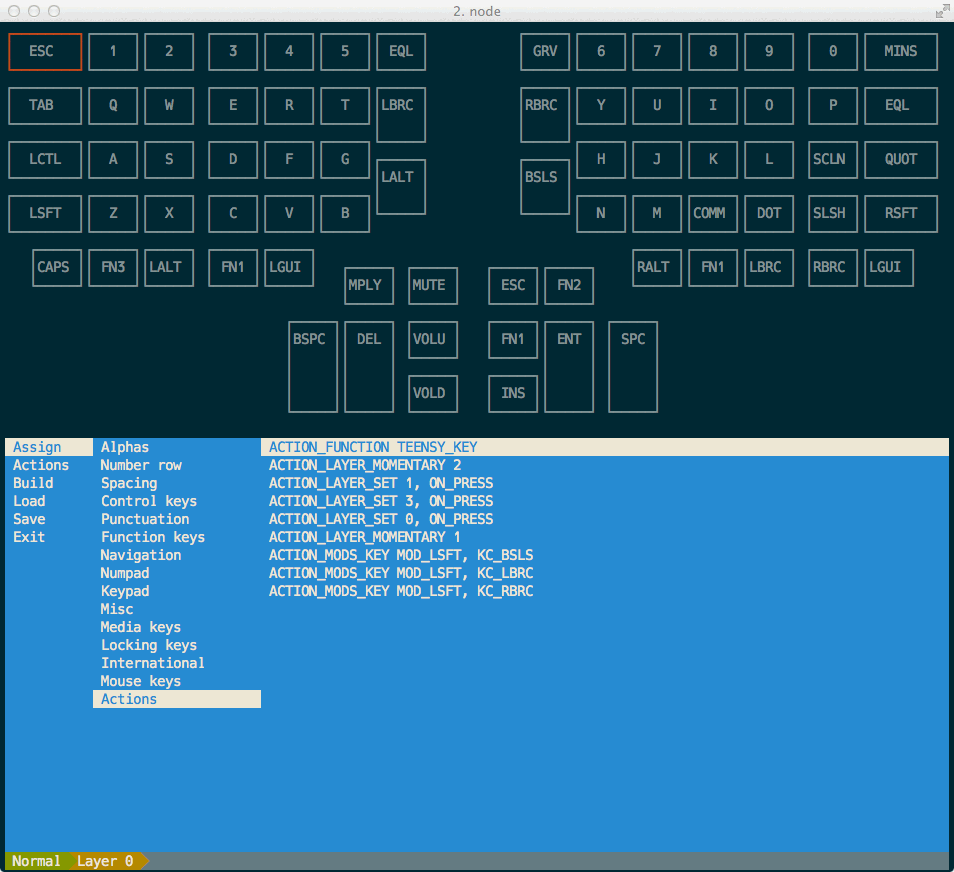 2. node
ESC 1 2 3 4 5 EQL GRV 6 7 8 9 0 MINS
TAB Q W E R T LBRC RBRC Y U I O P EQL
LCTL A S D F G H J K L SCLN QUOT
LALT BSLS
LSFT Z X C V B N M COMM DOT SLSH RSFT
CAPS FN3 LALT FN1 LGUI RALT FN1 LBRC RBRC LGUI
MPLY MUTE ESC FN2
BSPC DEL VOLU FN1 ENT SPC
VOLD INS
Assign Alphas ACTION_FUNCTION TEENSY_KEY
Actions Number row ACTION_LAYER_MOMENTARY 2
Build Spacing ACTION_LAYER_SET 1, ON_PRESS
Load Control keys ACTION_LAYER_SET 3, ON_PRESS
Save Punctuation ACTION_LAYER_SET 0, ON_PRESS
Exit Function keys ACTION_LAYER_MOMENTARY 1
Navigation ACTION_MODS_KEY MOD_LSFT, KC_BSLS
Numpad ACTION_MODS_KEY MOD_LSFT, KC_LBRC
Keypad ACTION_MODS_KEY MOD_LSFT, KC_RBRC
Misc
Media keys
Locking keys
International
Mouse keys
Actions
Normal Layer 0